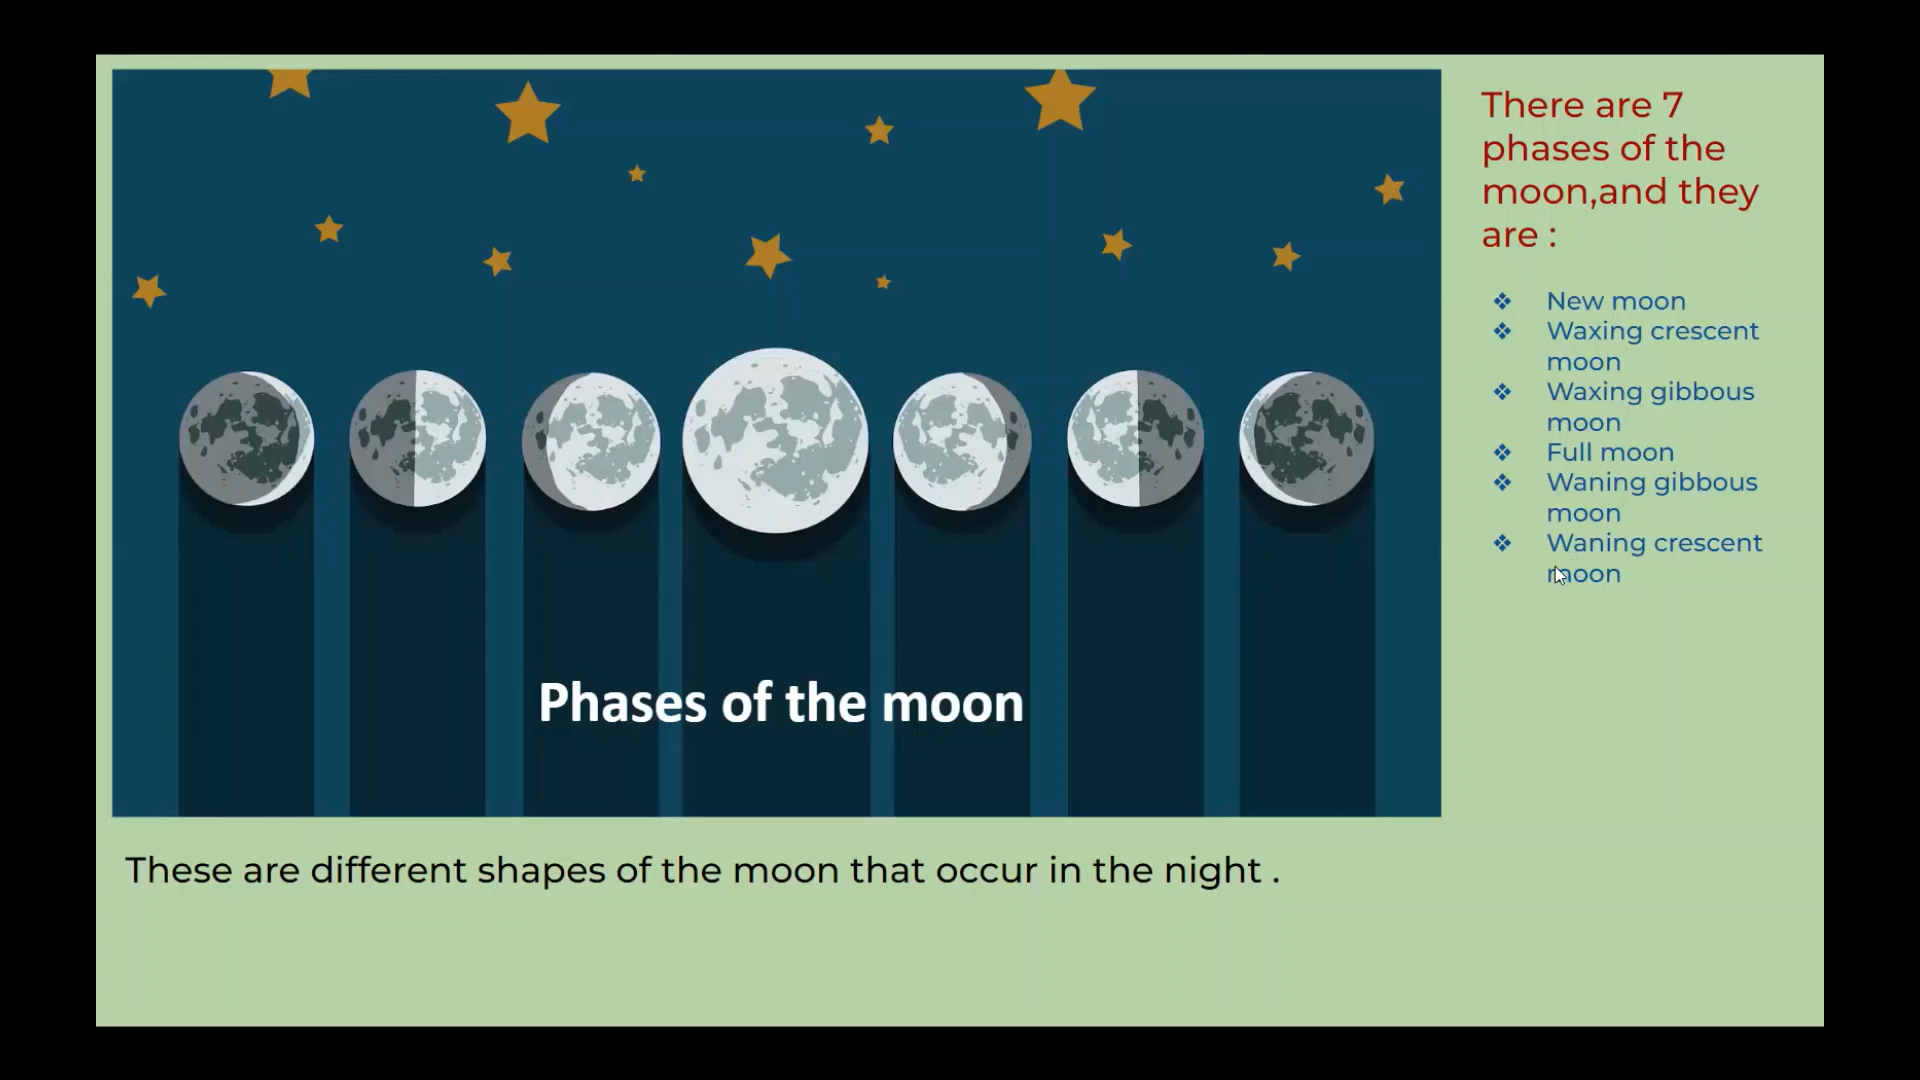 There are 7
phases of the
moon,and they
are :
❖ New moon
❖ Waxing crescent
moon
❖ Waxing gibbous
moon
❖ Full moon
❖ Waning gibbous
moon
❖ Waning crescent
moon
Phases of the moon
These are different shapes of the moon that occur in the night .